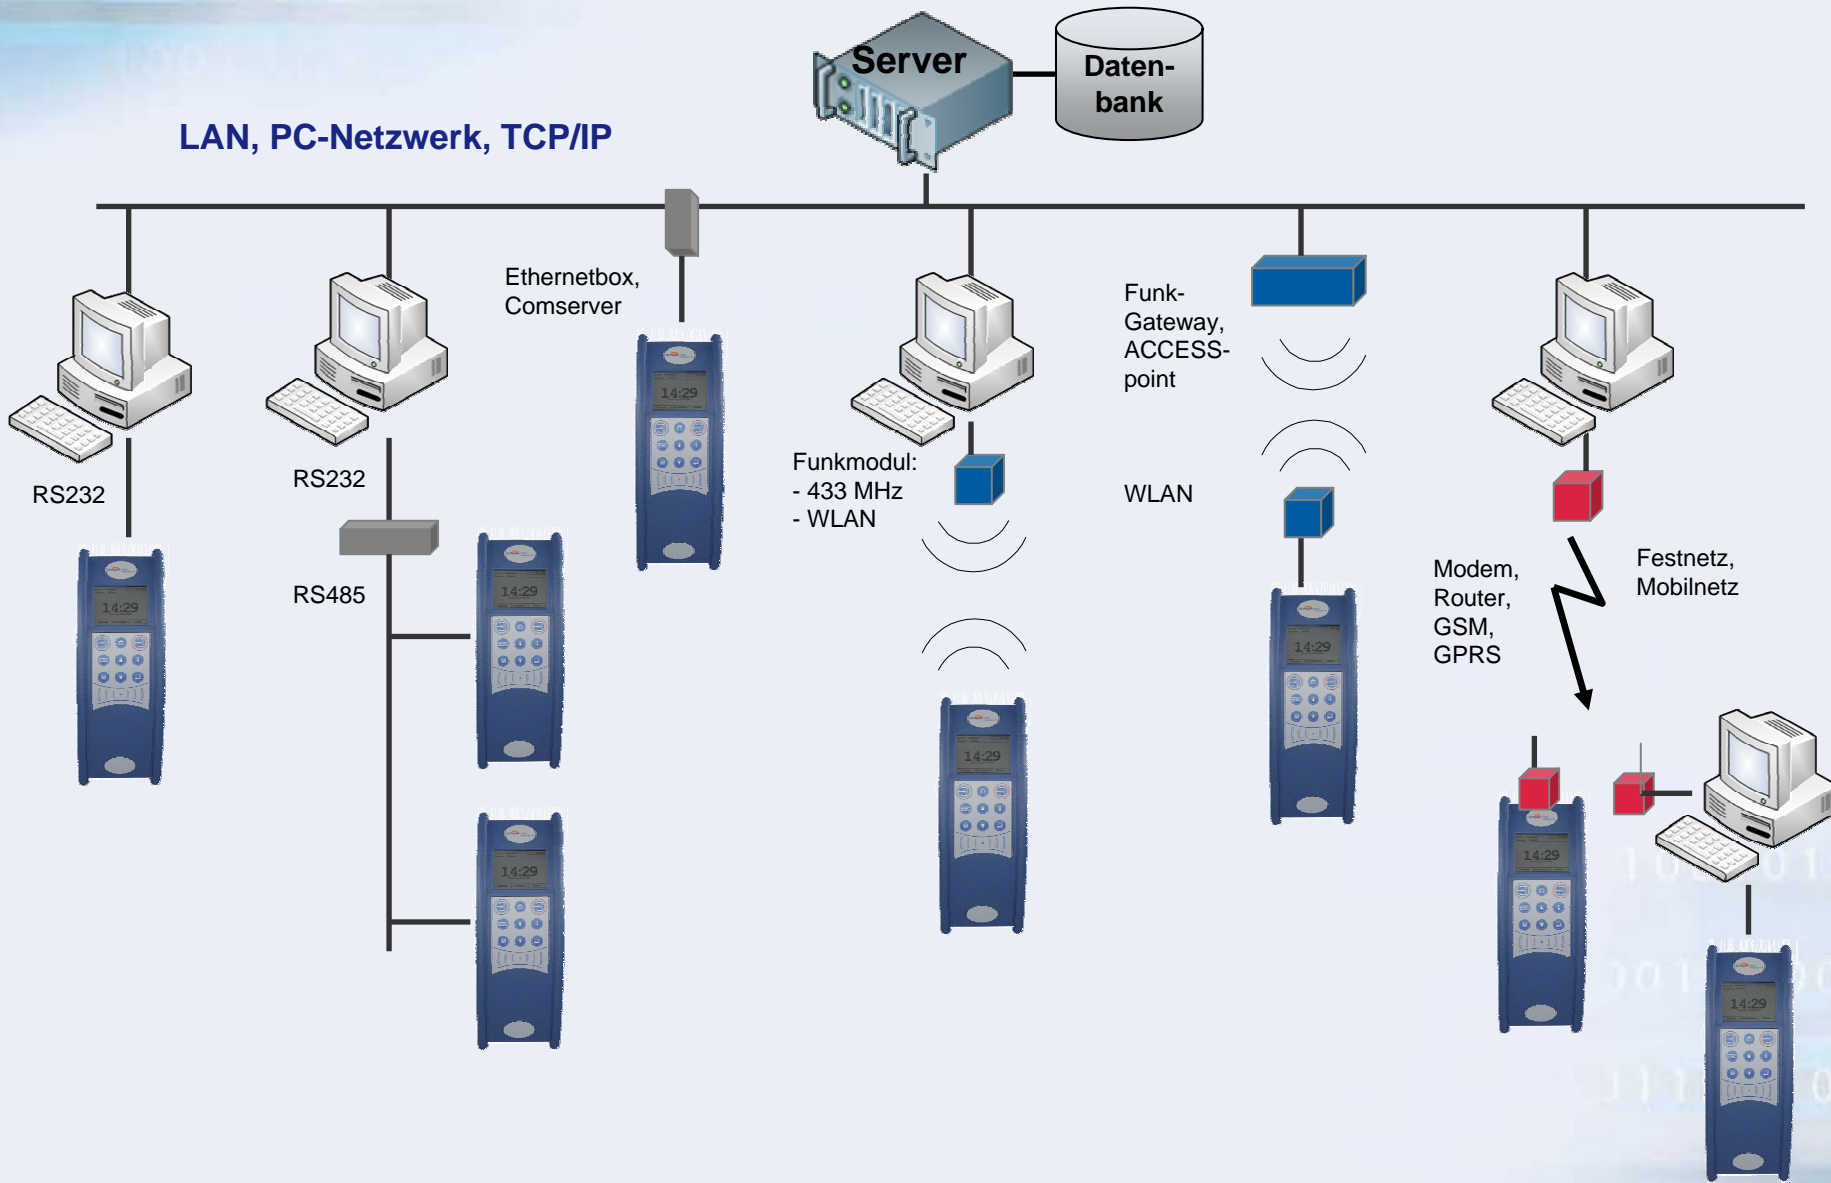 Server
Daten-
bank
LAN, PC-Netzwerk, TCP/IP
Ethernetbox,
Comserver
Funk-
Gateway,
ACCESS-
point
RS232
RS232
Funkmodul:
- 433 MHz
- WLAN
WLAN
RS485
Modem,
Router,
GSM,
GPRS
Festnetz,
Mobilnetz
14:29
14:29
14:29
14:29
14:29
14:29
14:29
14:29